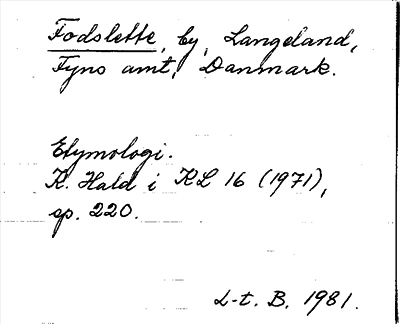 Fodslette, by, Langeland,
Fyns amt, Danmark.
Etymologi.
K. Hald i KL 16 (1971),
sp. 220.
L-t. B. 1981.